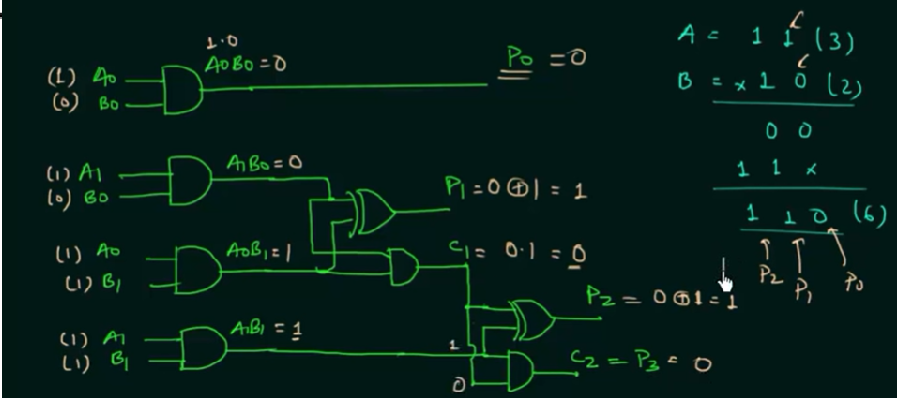 1.0
(1) A0
(0) B0
A0B0 = 0
P0 = 0
(1) A1
(0) B0
A1B0 = 0
P1 = 0 ⊕ 1 = 1
(1) A0
(1) B1
A0B1 = 1
C1 = 0.1 = 0
P2 = 0 ⊕ 1 = 1
(1) A1
(1) B1
A1B1 = 1
1
0
C2 = P3 = 0
A = 1 1 (3)
B = × 1 0 (2)
0 0
1 1 ×
1 1 0 (6)
P2 P1 P0